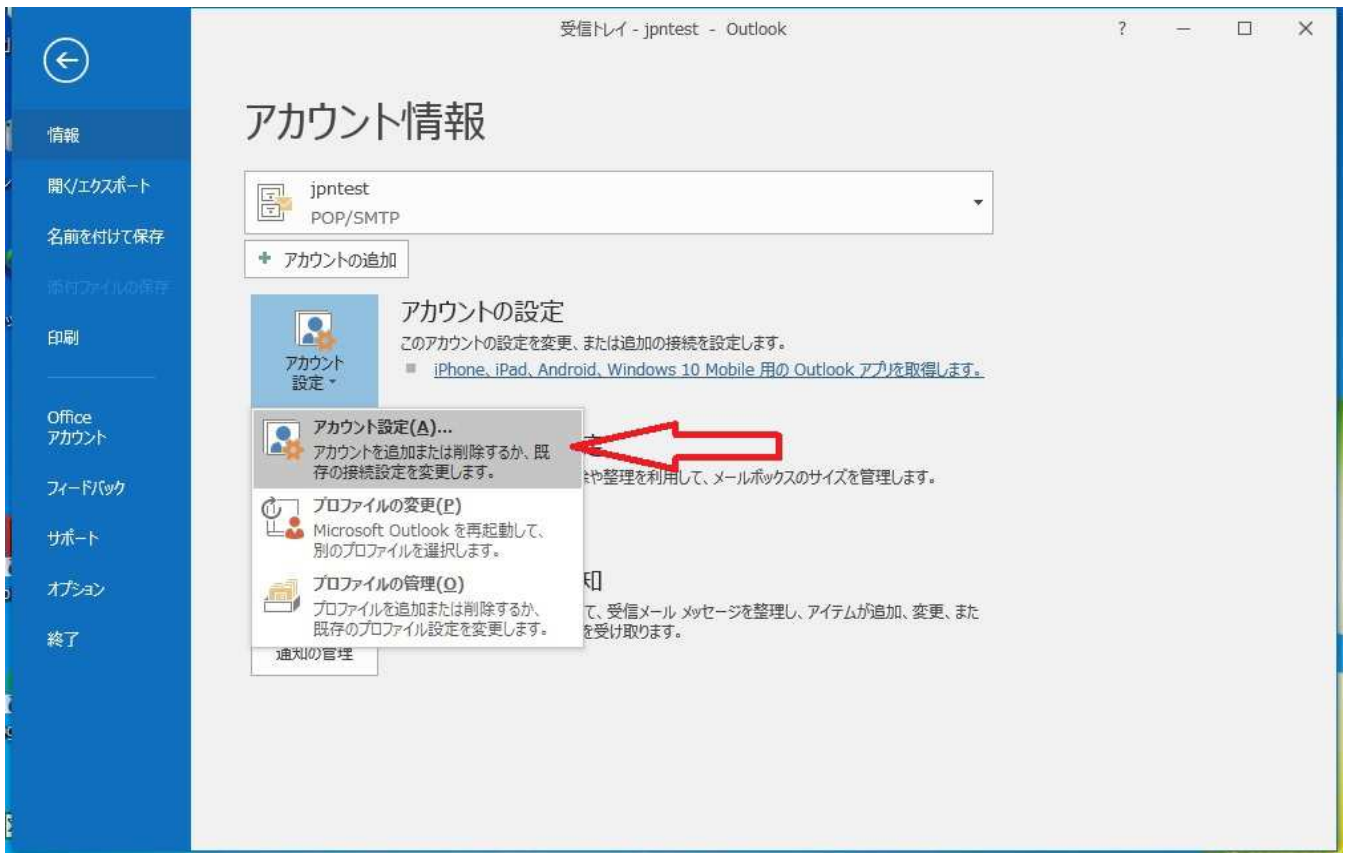 受信トレイ - jpntest - Outlook
?
アカウント情報
情報
開く/エクスポート
名前を付けて保存
添付ファイルの保存
印刷
Office
アカウント
フィードバック
サポート
オプション
終了
jpntest
POP/SMTP
アカウントの追加
アカウント
設定
アカウントの設定
このアカウントの設定を変更、または追加の接続を設定します。
iPhone、iPad、Android、Windows 10 Mobile 用の Outlook アプリを取得します。
アカウント設定(A)...
アカウントを追加または削除するか、既
存の接続設定を変更します。
プロファイルの変更(P)
Microsoft Outlook を再起動して、
別のプロファイルを選択します。
プロファイルの管理(O)
プロファイルを追加または削除するか、
既存のプロファイル設定を変更します。
や整理を利用して、メールボックスのサイズを管理します。
知
て、受信メール メッセージを整理し、アイテムが追加、変更、また
を受け取ります。
通知の管理